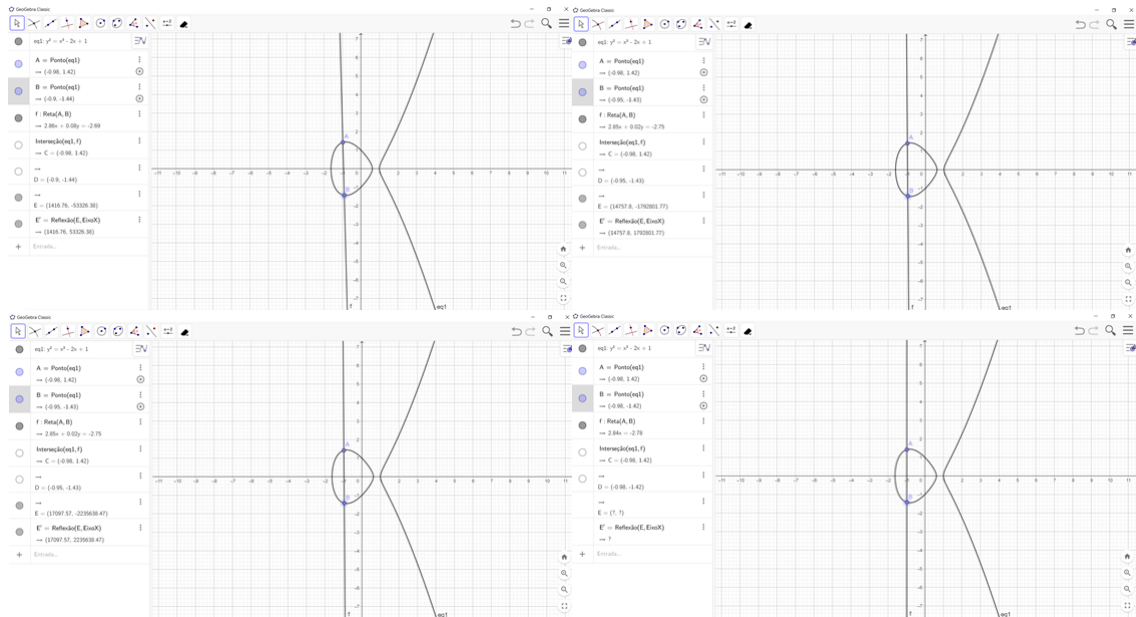 GeoGebra Classic
eq1: y² = x³ - 2x + 1
A = Ponto(eq1)
→ (-0.98, 1.42)
B = Ponto(eq1)
→ (-0.9, -1.44)
f : Reta(A, B)
→ 2.86x + 0.08y = -2.69
Interseção(eq1, f)
→ C = (-0.98, 1.42)
→
D = (-0.9, -1.44)
→
E = (1416.76, -53326.38)
E' = Reflexão(E, EixoX)
→ (1416.76, 53326.38)
Entrada...
A
B
f
eq1
GeoGebra Classic
eq1: y² = x³ - 2x + 1
A = Ponto(eq1)
→ (-0.98, 1.42)
B = Ponto(eq1)
→ (-0.95, -1.43)
f : Reta(A, B)
→ 2.85x + 0.02y = -2.75
Interseção(eq1, f)
→ C = (-0.98, 1.42)
→
D = (-0.95, -1.43)
→
E = (14757.8, -1792801.77)
E' = Reflexão(E, EixoX)
→ (14757.8, 1792801.77)
Entrada...
A
B
f
eq1
GeoGebra Classic
eq1: y² = x³ - 2x + 1
A = Ponto(eq1)
→ (-0.98, 1.42)
B = Ponto(eq1)
→ (-0.95, -1.43)
f : Reta(A, B)
→ 2.85x + 0.02y = -2.75
Interseção(eq1, f)
→ C = (-0.98, 1.42)
→
D = (-0.95, -1.43)
→
E = (17097.57, -2235638.47)
E' = Reflexão(E, EixoX)
→ (17097.57, 2235638.47)
Entrada...
A
B
f
eq1
GeoGebra Classic
eq1: y² = x³ - 2x + 1
A = Ponto(eq1)
→ (-0.98, 1.42)
B = Ponto(eq1)
→ (-0.98, -1.42)
f : Reta(A, B)
→ 2.84x = -2.78
Interseção(eq1, f)
→ C = (-0.98, 1.42)
→
D = (-0.98, -1.42)
→
E = (?, ?)
E' = Reflexão(E, EixoX)
→ ?
Entrada...
A
B
f
eq1